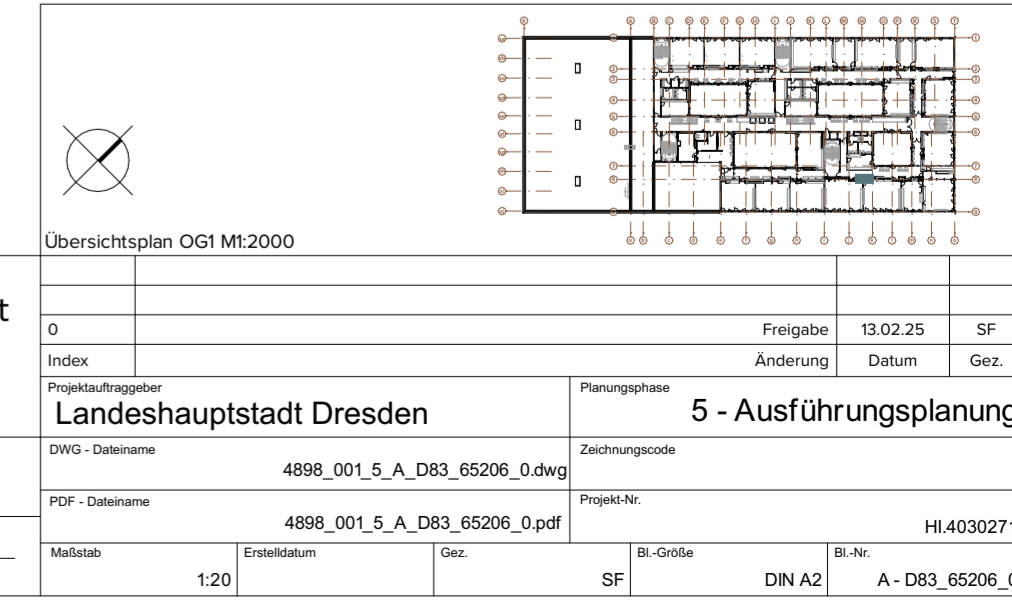 Übersichtsplan OG1 M1:2000
t
0 Freigabe 13.02.25 SF
Index Änderung Datum Gez.
Projektauftraggeber Planungsphase
Landeshauptstadt Dresden 5 - Ausführungsplanung
DWG - Dateiname Zeichnungscode
4898_001_5_A_D83_65206_0.dwg
PDF - Dateiname Projekt-Nr.
4898_001_5_A_D83_65206_0.pdf HI.4030271
Maßstab Erstelldatum Gez. Bl.-Größe Bl.-Nr.
1:20 SF DIN A2 A - D83_65206_0